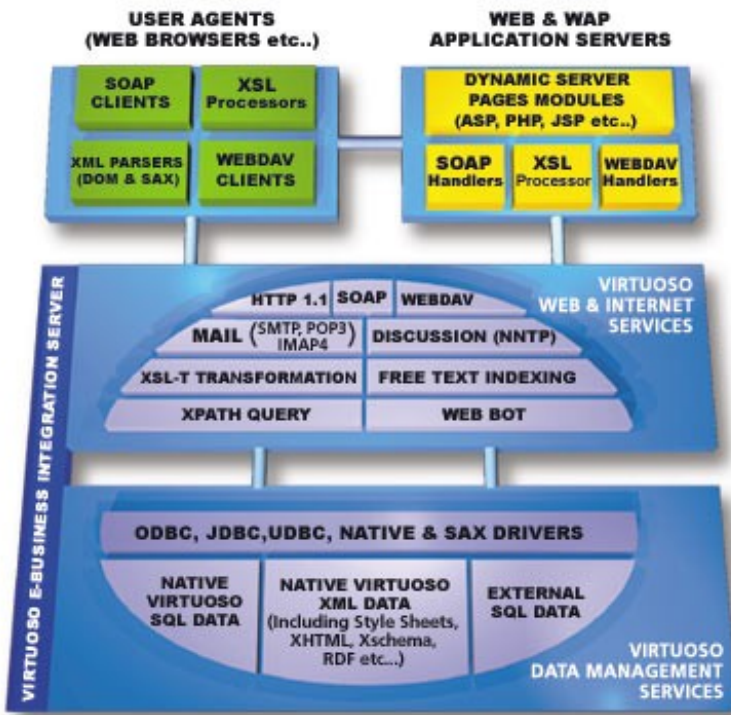 USER AGENTS
(WEB BROWSERS etc..)
WEB & WAP
APPLICATION SERVERS
SOAP
CLIENTS
XSL
Processors
XML PARSERS
(DOM & SAX)
WEBDAV
CLIENTS
DYNAMIC SERVER
PAGES MODULES
(ASP, PHP, JSP etc..)
SOAP
Handlers
XSL
Processor
WEBDAV
Handlers
VIRTUOSO E-BUSINESS INTEGRATION SERVER
VIRTUOSO
WEB & INTERNET
SERVICES
HTTP 1.1
SOAP
WEBDAV
MAIL (SMTP, POP3
IMAP4)
DISCUSSION (NNTP)
XSL-T TRANSFORMATION
FREE TEXT INDEXING
XPATH QUERY
WEB BOT
ODBC, JDBC,UDBC, NATIVE & SAX DRIVERS
NATIVE
VIRTUOSO
SQL DATA
NATIVE VIRTUOSO
XML DATA
(Including Style Sheets,
XHTML, Xschema,
RDF etc...)
EXTERNAL
SQL DATA
VIRTUOSO
DATA MANAGEMENT
SERVICES